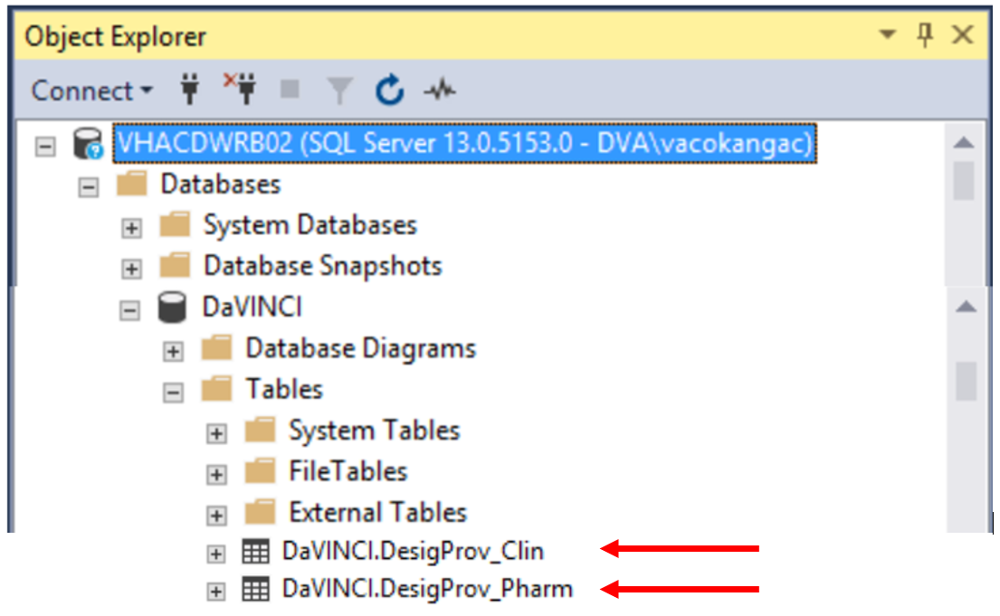 Object Explorer
Connect
VHACDWRB02 (SQL Server 13.0.5153.0 - DVA\vacokangac)
Databases
System Databases
Database Snapshots
DaVINCI
Database Diagrams
Tables
System Tables
FileTables
External Tables
DaVINCI.DesigProv_Clin
DaVINCI.DesigProv_Pharm